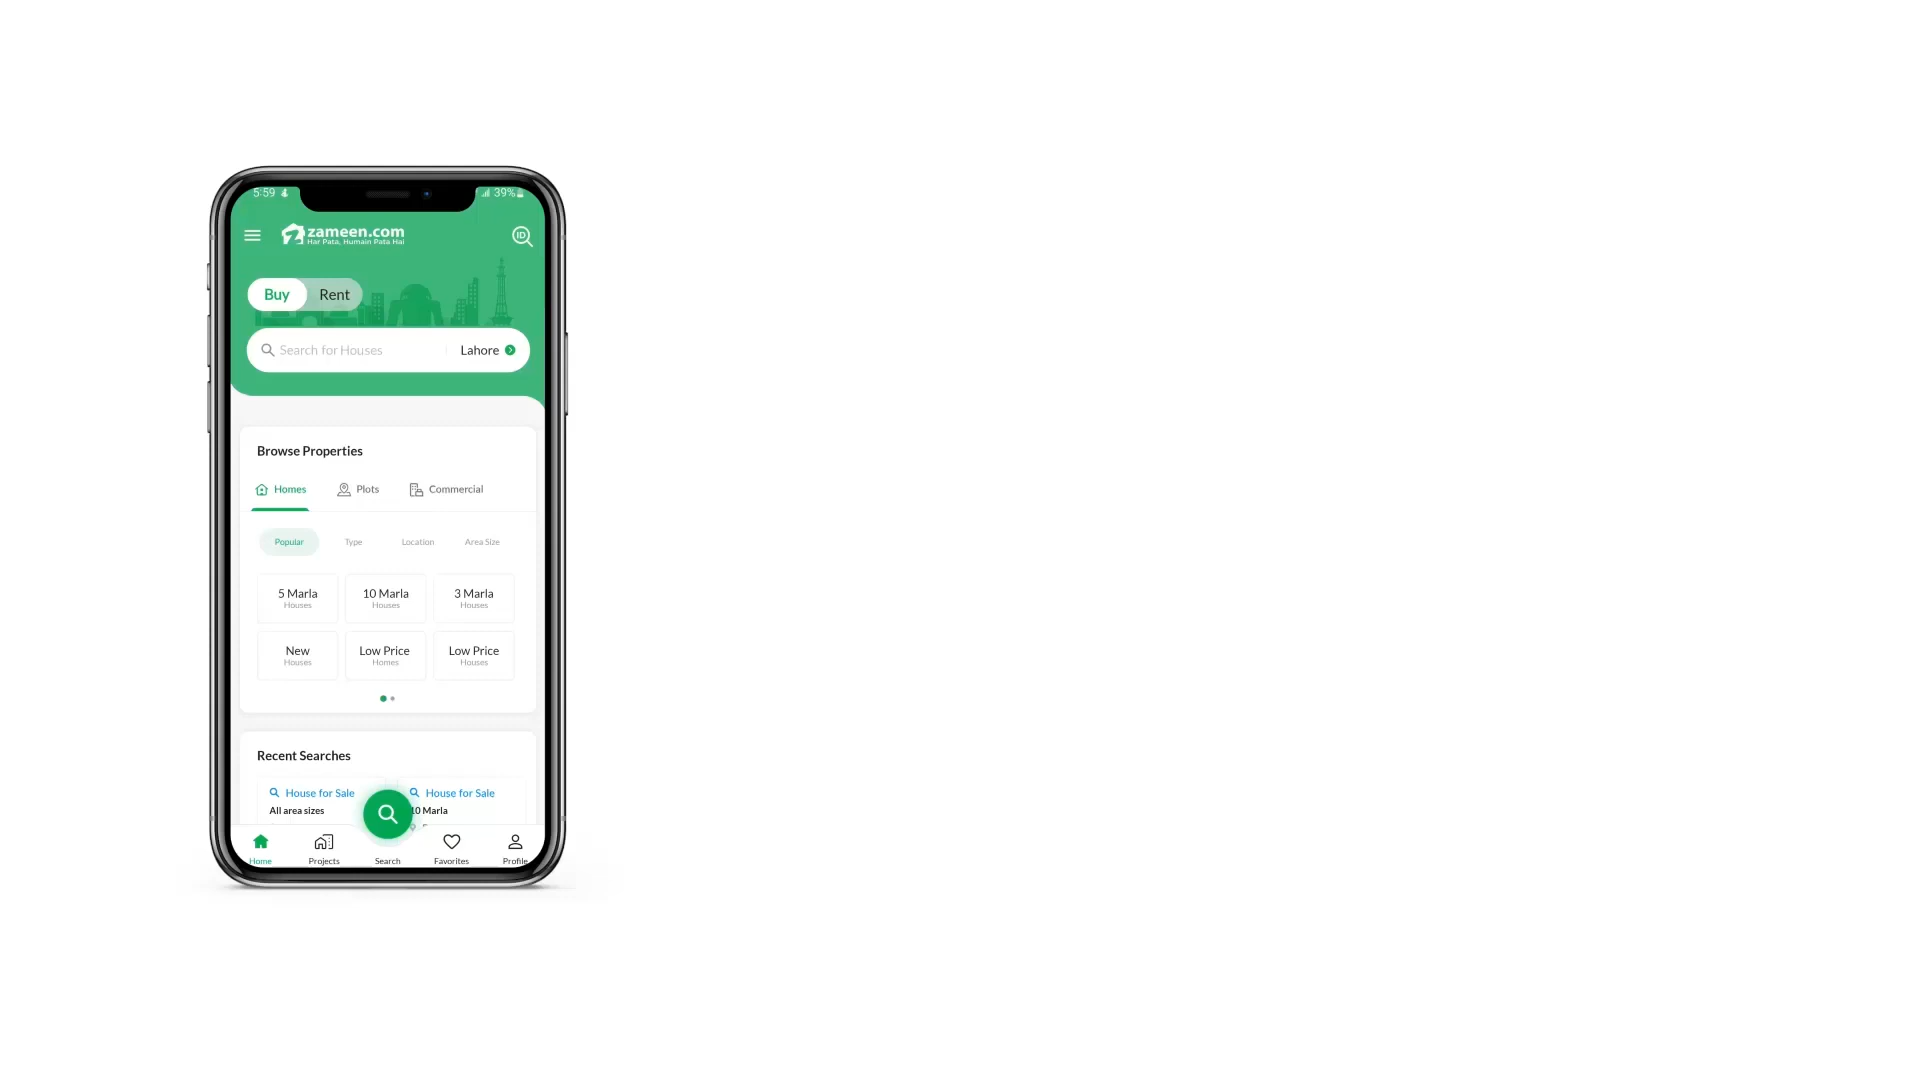 5:59
39%
zameen.com
Har Pata, Humain Pata Hai
ID
Buy Rent
Search for Houses Lahore
Browse Properties
Homes Plots Commercial
Popular Type Location Area Size
5 Marla 10 Marla 3 Marla
Houses Houses Houses
New Low Price Low Price
Houses Homes Houses
Recent Searches
House for Sale House for Sale
All area sizes 10 Marla
Home Projects Search Favorites Profile